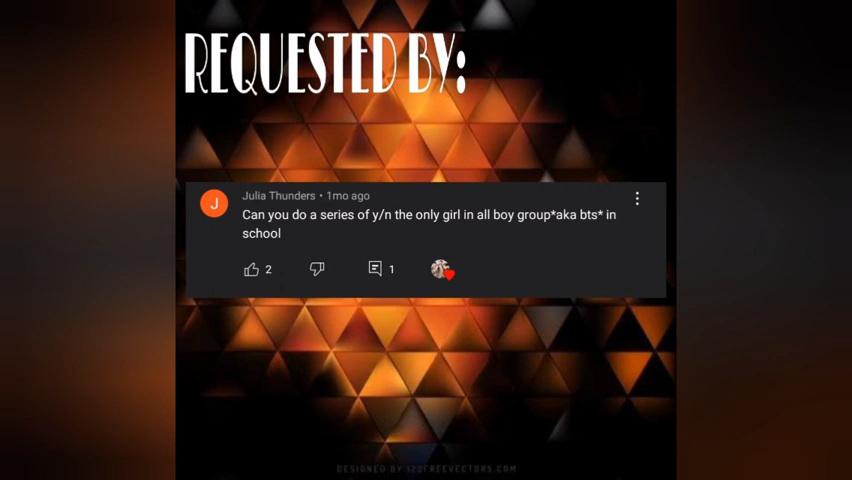 REQUESTED BY:
J
Julia Thunders • 1mo ago
Can you do a series of y/n the only girl in all boy group*aka bts* in
school
2
1
DESIGNED BY 123FREEVECTORS.COM